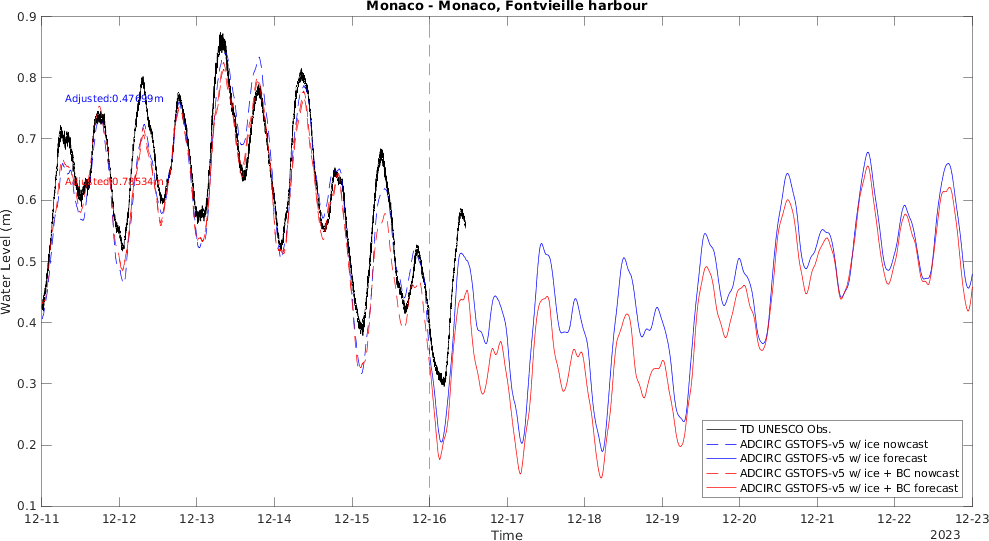 Monaco - Monaco, Fontvieille harbour
0.9
0.8
0.7
0.6
0.5
0.4
0.3
0.2
0.1
Water Level (m)
Adjusted:0.47699m
Adjusted:0.78534m
TD UNESCO Obs.
ADCIRC GSTOFS-v5 w/ ice nowcast
ADCIRC GSTOFS-v5 w/ ice forecast
ADCIRC GSTOFS-v5 w/ ice + BC nowcast
ADCIRC GSTOFS-v5 w/ ice + BC forecast
12-11 12-12 12-13 12-14 12-15 12-16 12-17 12-18 12-19 12-20 12-21 12-22 12-23
Time
2023